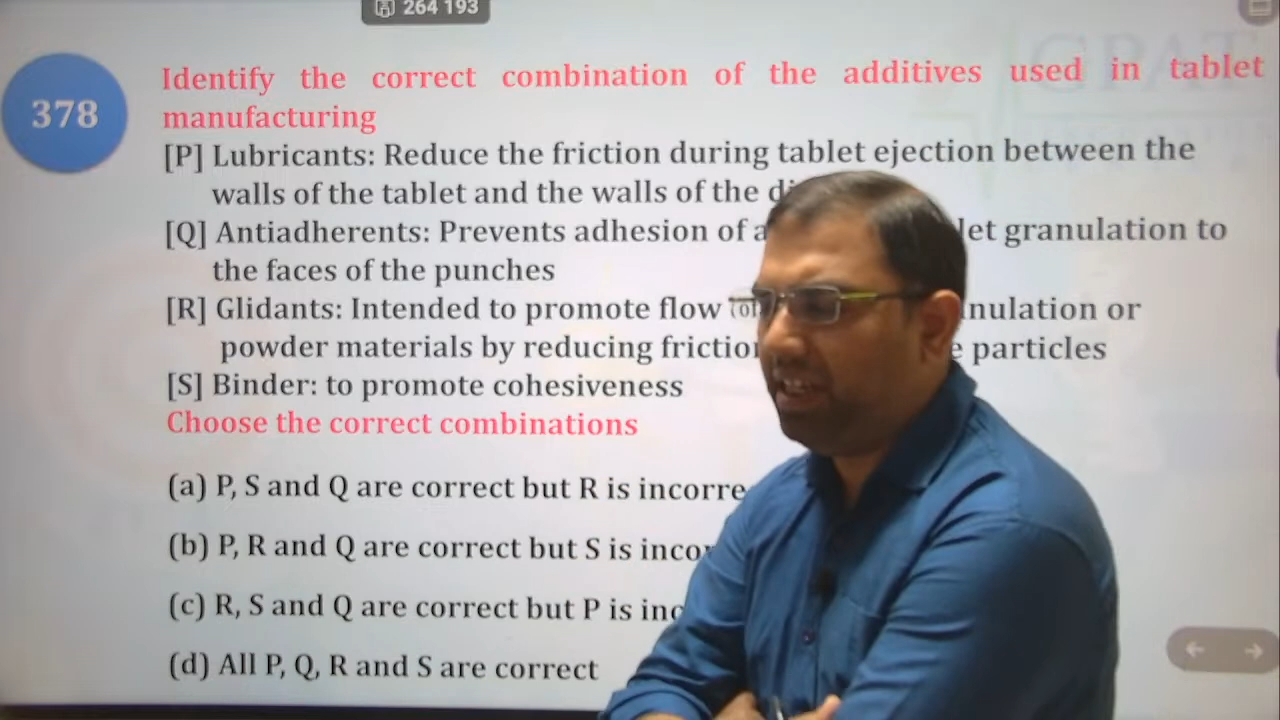 264 193
GPAT
378
Identify the correct combination of the additives used in tablet
manufacturing
[P] Lubricants: Reduce the friction during tablet ejection between the
walls of the tablet and the walls of the
[Q] Antiadherents: Prevents adhesion of granulation to
the faces of the punches
[R] Glidants: Intended to promote flow or
powder materials by reducing particles
[S] Binder: to promote cohesiveness
Choose the correct combinations
(a) P, S and Q are correct but R is
(b) P, R and Q are correct but S is
(c) R, S and Q are correct but P is
(d) All P, Q, R and S are correct